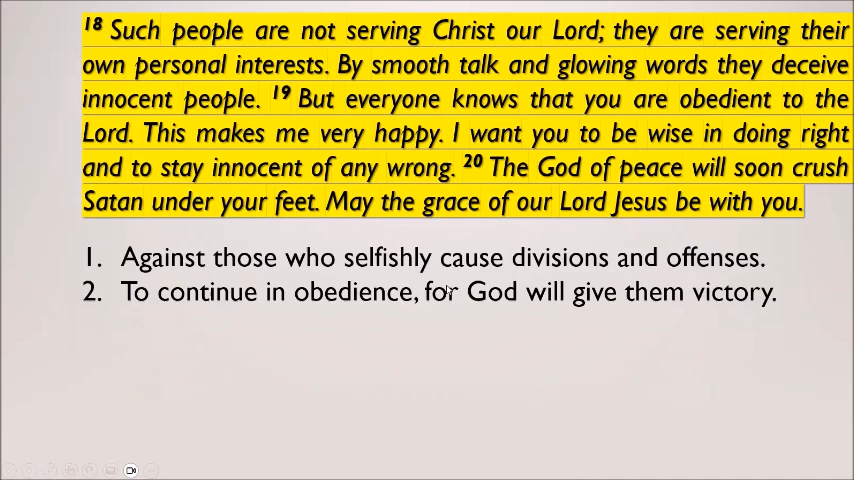 18 Such people are not serving Christ our Lord; they are serving their
own personal interests. By smooth talk and glowing words they deceive
innocent people. 19 But everyone knows that you are obedient to the
Lord. This makes me very happy. I want you to be wise in doing right
and to stay innocent of any wrong. 20 The God of peace will soon crush
Satan under your feet. May the grace of our Lord Jesus be with you.
1. Against those who selfishly cause divisions and offenses.
2. To continue in obedience, for God will give them victory.